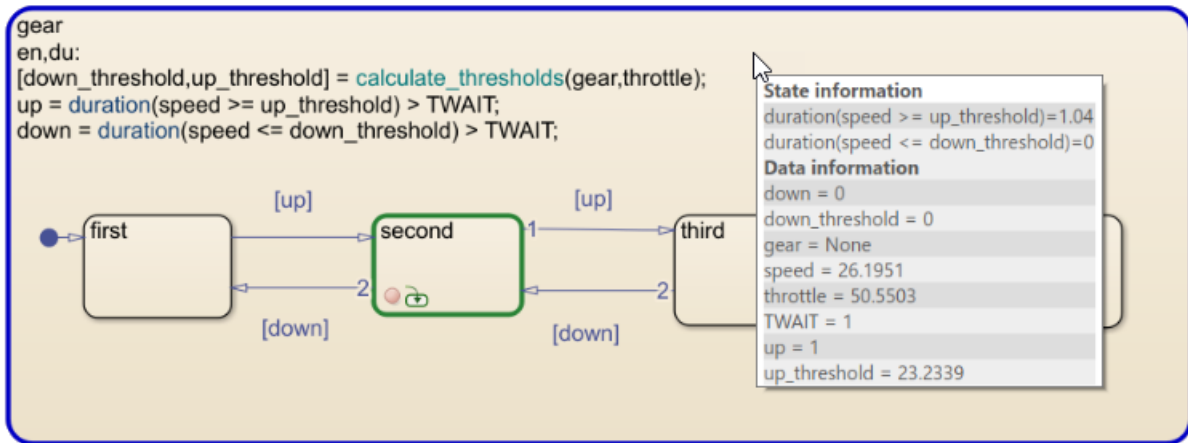 gear
en,du:
[down_threshold,up_threshold] = calculate_thresholds(gear,throttle);
up = duration(speed >= up_threshold) > TWAIT;
down = duration(speed <= down_threshold) > TWAIT;
State information
duration(speed >= up_threshold)=1.04
duration(speed <= down_threshold)=0
Data information
down = 0
down_threshold = 0
gear = None
speed = 26.1951
throttle = 50.5503
TWAIT = 1
up = 1
up_threshold = 23.2339
[up]
[up]
first
second
1
third
2
2
[down]
[down]